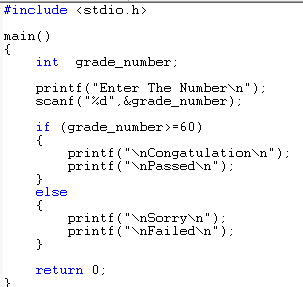 #include <stdio.h>
main()
{
int grade_number;
printf("Enter The Number\n");
scanf("%d",&grade_number);
if (grade_number>=60)
{
printf("\nCongatulation\n");
printf("\nPassed\n");
}
else
{
printf("\nSorry\n");
printf("\nFailed\n");
}
return 0;
}